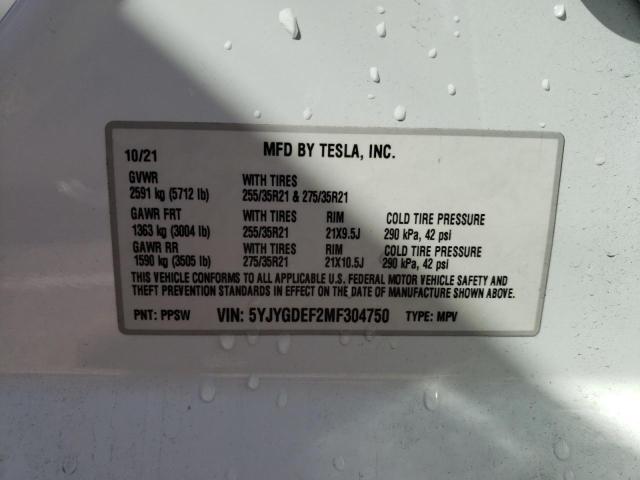 10/21 MFD BY TESLA, INC.
GVWR WITH TIRES
2591 kg (5712 lb) 255/35R21 & 275/35R21
GAWR FRT WITH TIRES RIM COLD TIRE PRESSURE
1363 kg (3004 lb) 255/35R21 21X9.5J 290 kPa, 42 psi
GAWR RR WITH TIRES RIM COLD TIRE PRESSURE
1590 kg (3505 lb) 275/35R21 21X10.5J 290 kPa, 42 psi
THIS VEHICLE CONFORMS TO ALL APPLICABLE U.S. FEDERAL MOTOR VEHICLE SAFETY AND
THEFT PREVENTION STANDARDS IN EFFECT ON DATE OF MANUFACTURE SHOWN ABOVE.
PNT: PPSW VIN: 5YJYGDEF2MF304750 TYPE: MPV